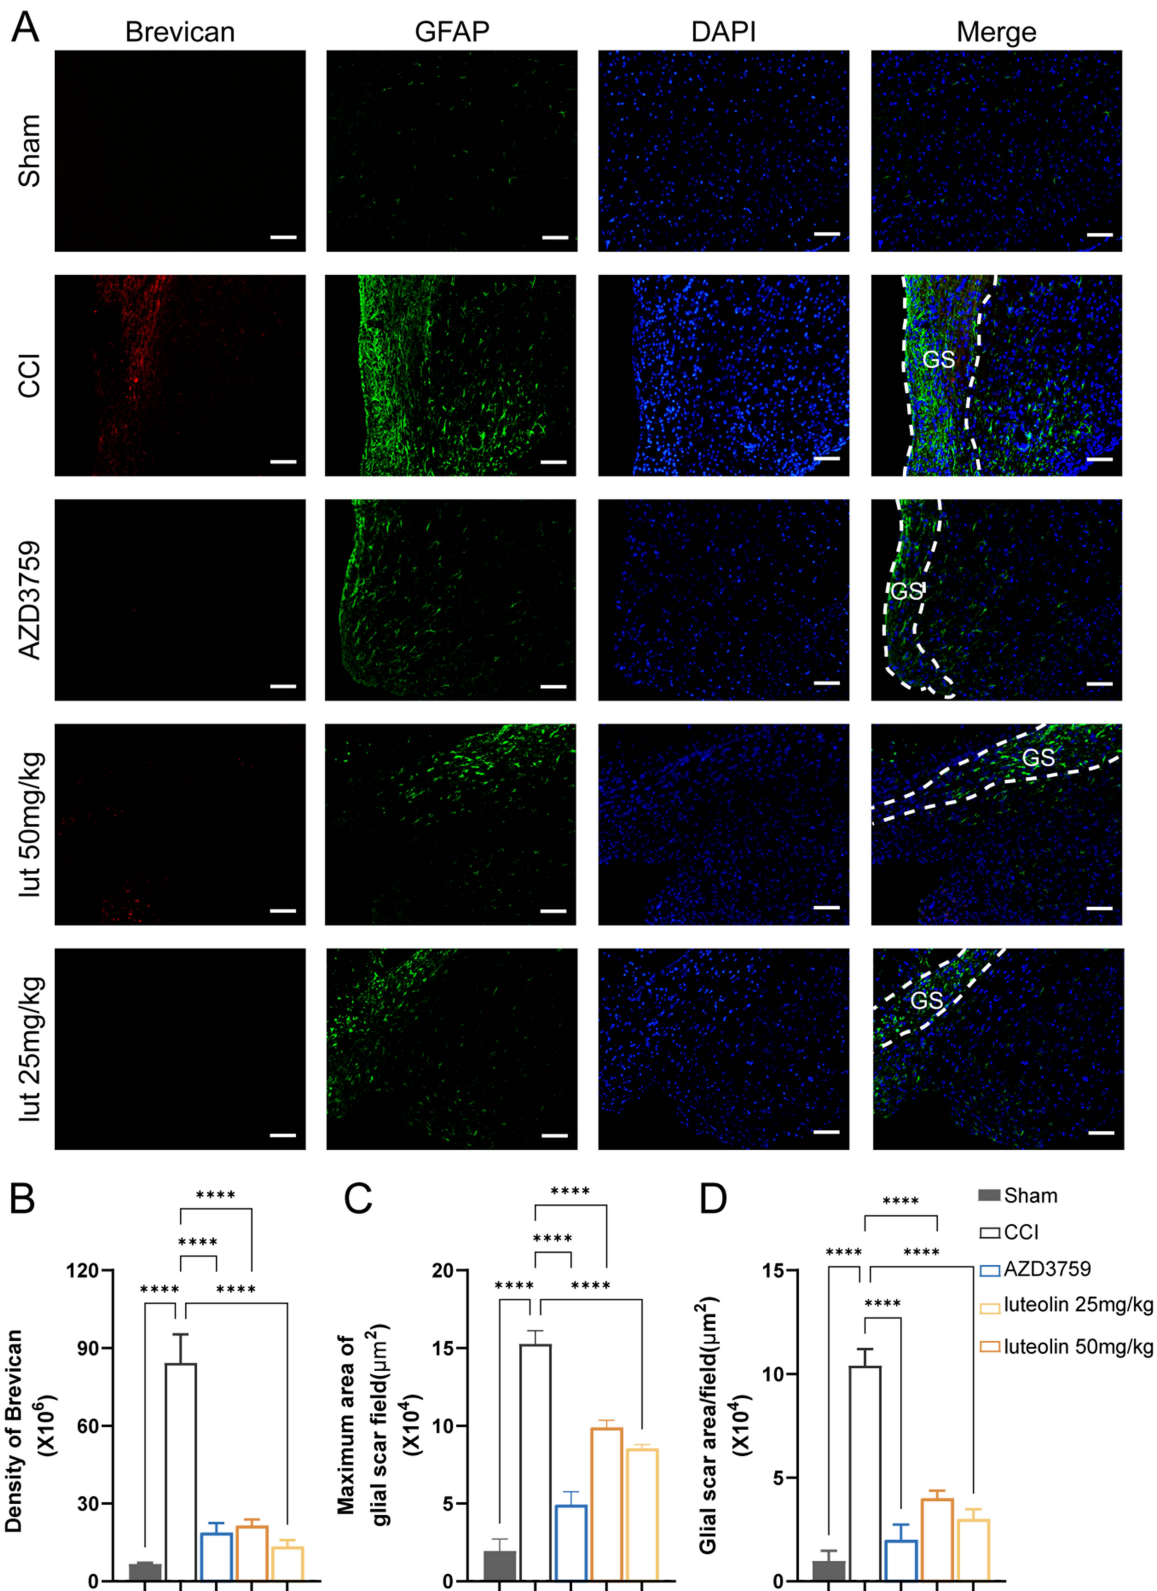 A
Brevican GFAP DAPI Merge
Sham
CCI
GS
AZD3759
GS
lut 50mg/kg
GS
lut 25mg/kg
GS
B
****
****
**** ****
120
90
60
30
0
Density of Brevican
(X10⁶)
C
****
****
**** ****
20
15
10
5
0
Maximum area of
glial scar field(μm²)
(X10⁴)
D
****
**** ****
****
15
10
5
0
Glial scar area/field(μm²)
(X10⁴)
Sham
CCI
AZD3759
luteolin 25mg/kg
luteolin 50mg/kg